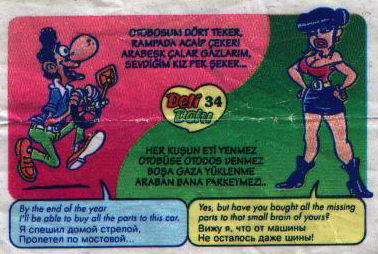 OTOBOSUM DÖRT TEKER,
RAMPADA ACAİP ÇEKER!
ARABESK ÇALAR GAZLARIM,
SEVDİĞİM KIZ PEK ŞEKER...
Deli 34
HER KUŞUN ETİ YENMEZ
OTOBÜSE OTOBOS DENMEZ
BOŞA GAZA YÜKLENME
ARABAN BANA PARKETMEZ..
By the end of the year
I'll be able to buy all the parts to this car.
Я спешил домой стрелой,
Пролетел по мостовой...
Yes, but have you bought all the missing
parts to that small brain of yours?
Вижу я, что от машины
Не осталось даже шины!